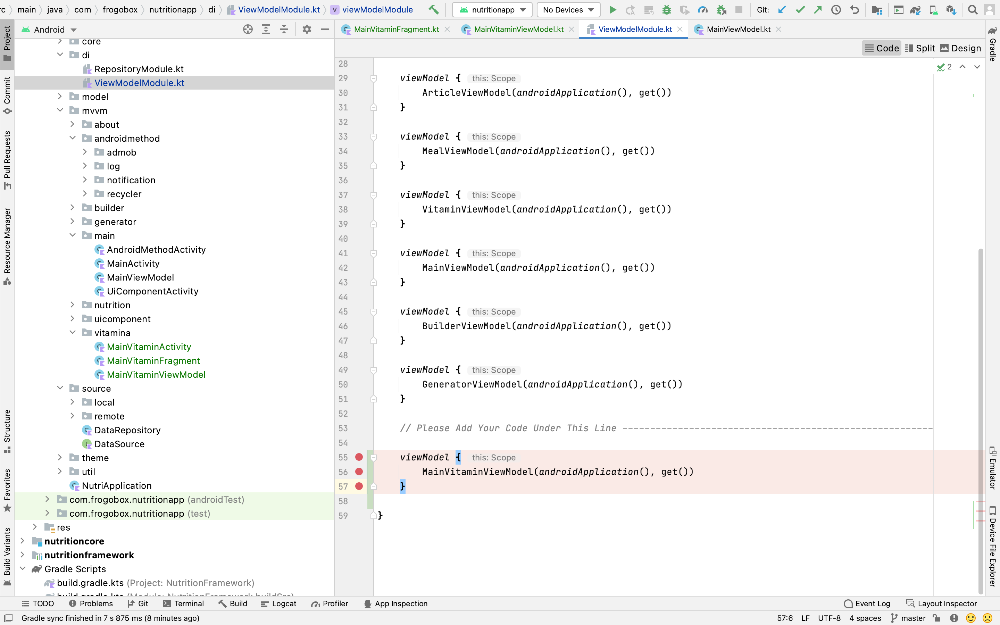 main
java
com
frogobox
nutritionapp
di
ViewModelModule.kt
viewModelModule
nutritionapp
No Devices
Git:
Project
Commit
Pull Requests
Resource Manager
Structure
Favorites
Build Variants
Android
core
di
RepositoryModule.kt
ViewModelModule.kt
model
mvvm
about
androidmethod
admob
log
notification
recycler
builder
generator
main
AndroidMethodActivity
MainActivity
MainViewModel
UiComponentActivity
nutrition
uicomponent
vitamina
MainVitaminActivity
MainVitaminFragment
MainVitaminViewModel
source
local
remote
DataRepository
DataSource
theme
util
NutriApplication
com.frogobox.nutritionapp (androidTest)
com.frogobox.nutritionapp (test)
res
nutritioncore
nutritionframework
Gradle Scripts
build.gradle.kts (Project: NutritionFramework)
MainVitaminFragment.kt
MainVitaminViewModel.kt
ViewModelModule.kt
MainViewModel.kt
Code
Split
Design
2
28
29 viewModel { this: Scope
30 ArticleViewModel(androidApplication(), get())
31 }
32
33 viewModel { this: Scope
34 MealViewModel(androidApplication(), get())
35 }
36
37 viewModel { this: Scope
38 VitaminViewModel(androidApplication(), get())
39 }
40
41 viewModel { this: Scope
42 MainViewModel(androidApplication(), get())
43 }
44
45 viewModel { this: Scope
46 BuilderViewModel(androidApplication(), get())
47 }
48
49 viewModel { this: Scope
50 GeneratorViewModel(androidApplication(), get())
51 }
52
53 // Please Add Your Code Under This Line --------------------------------------------------------
54
55 viewModel { this: Scope
56 MainVitaminViewModel(androidApplication(), get())
57 }
58
59 }
Gradle
Emulator
Device File Explorer
TODO
Problems
Git
Terminal
Build
Logcat
Profiler
App Inspection
Event Log
Layout Inspector
Gradle sync finished in 7 s 875 ms (8 minutes ago)
57:6
LF
UTF-8
4 spaces
master